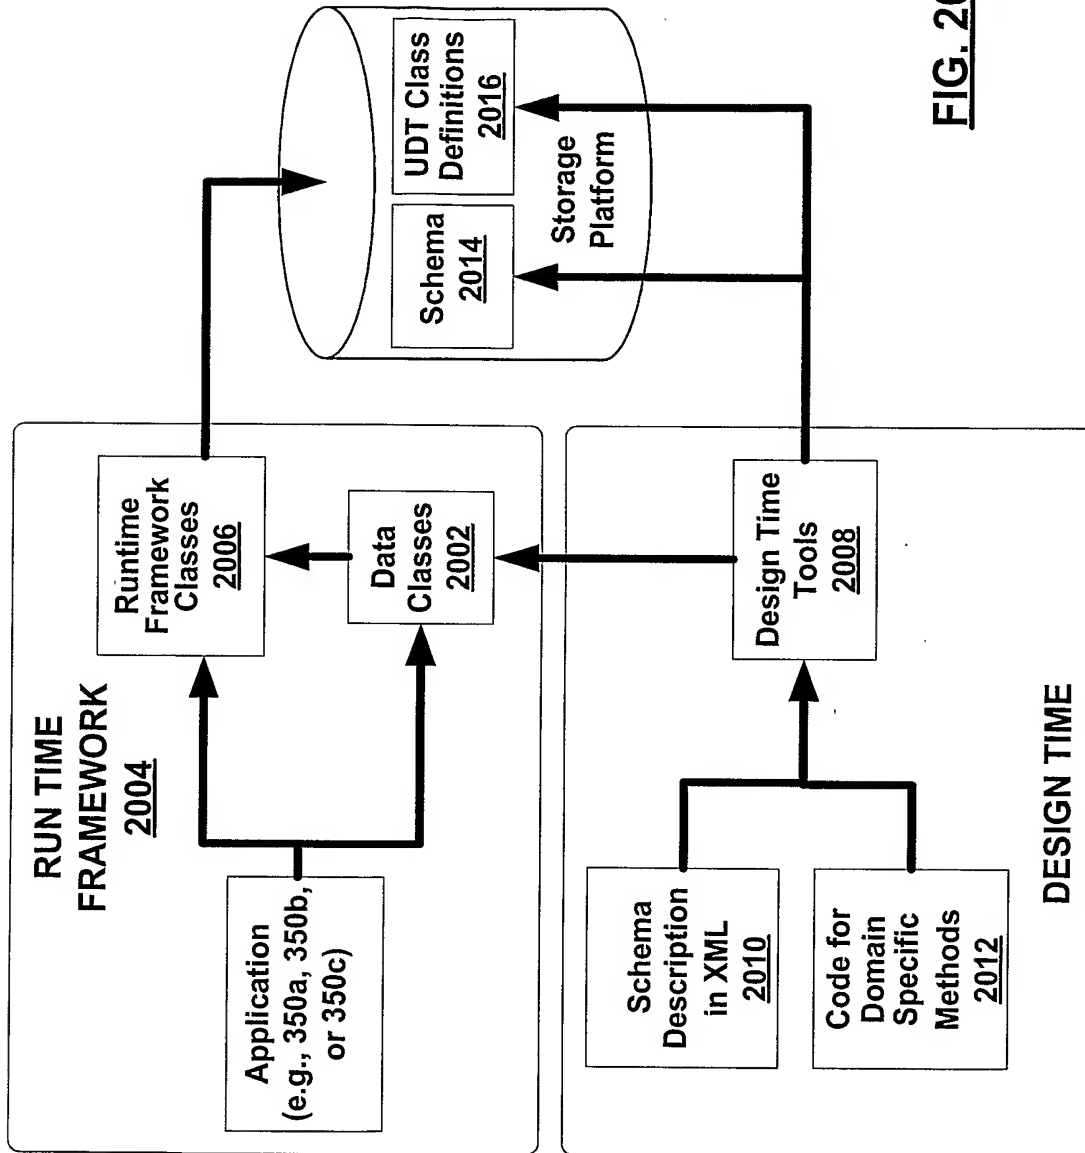 RUN TIME
FRAMEWORK
2004
Application
(e.g., 350a, 350b,
or 350c)
Runtime
Framework
Classes
2006
Data
Classes
2002
Schema
2014
UDT Class
Definitions
2016
Storage
Platform
Schema
Description
in XML
2010
Code for
Domain
Specific
Methods
2012
Design Time
Tools
2008
DESIGN TIME